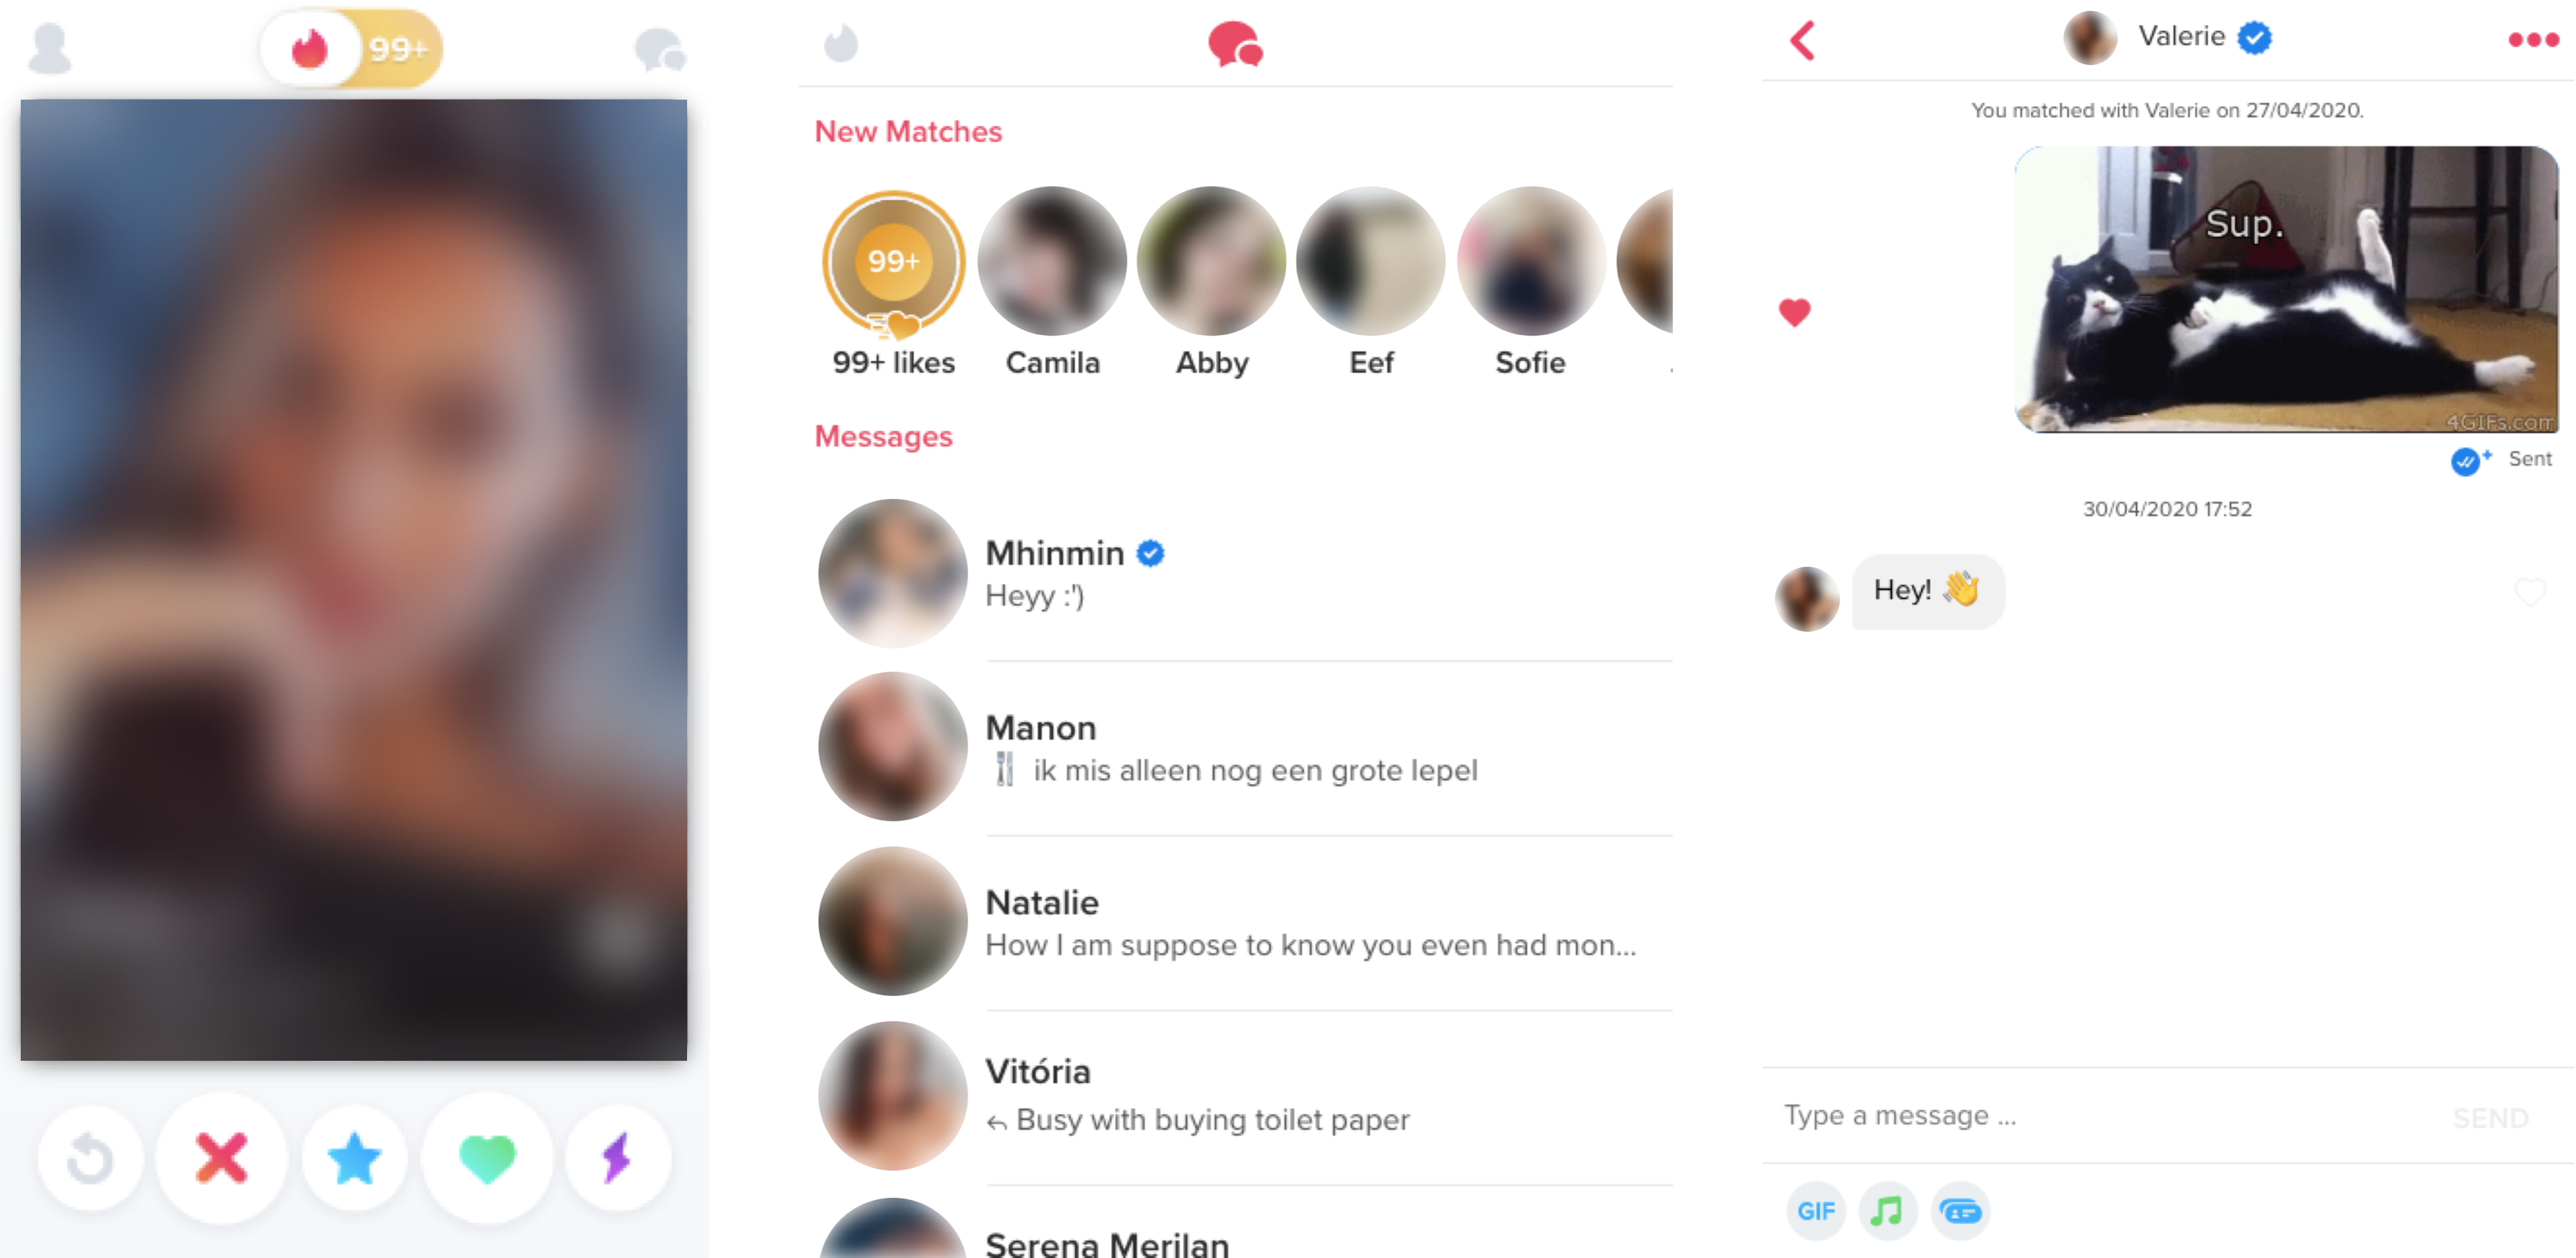 99+
New Matches
99+
99+ likes
Camila
Abby
Eef
Sofie
Messages
Mhinmin
Heyy :')
Manon
🍴 ik mis alleen nog een grote lepel
Natalie
How I am suppose to know you even had mon...
Vitória
Busy with buying toilet paper
Serena Merilan
Valerie
You matched with Valerie on 27/04/2020.
Sup.
4GIFs.com
Sent
30/04/2020 17:52
Hey! 👋
Type a message ...
SEND
GIF